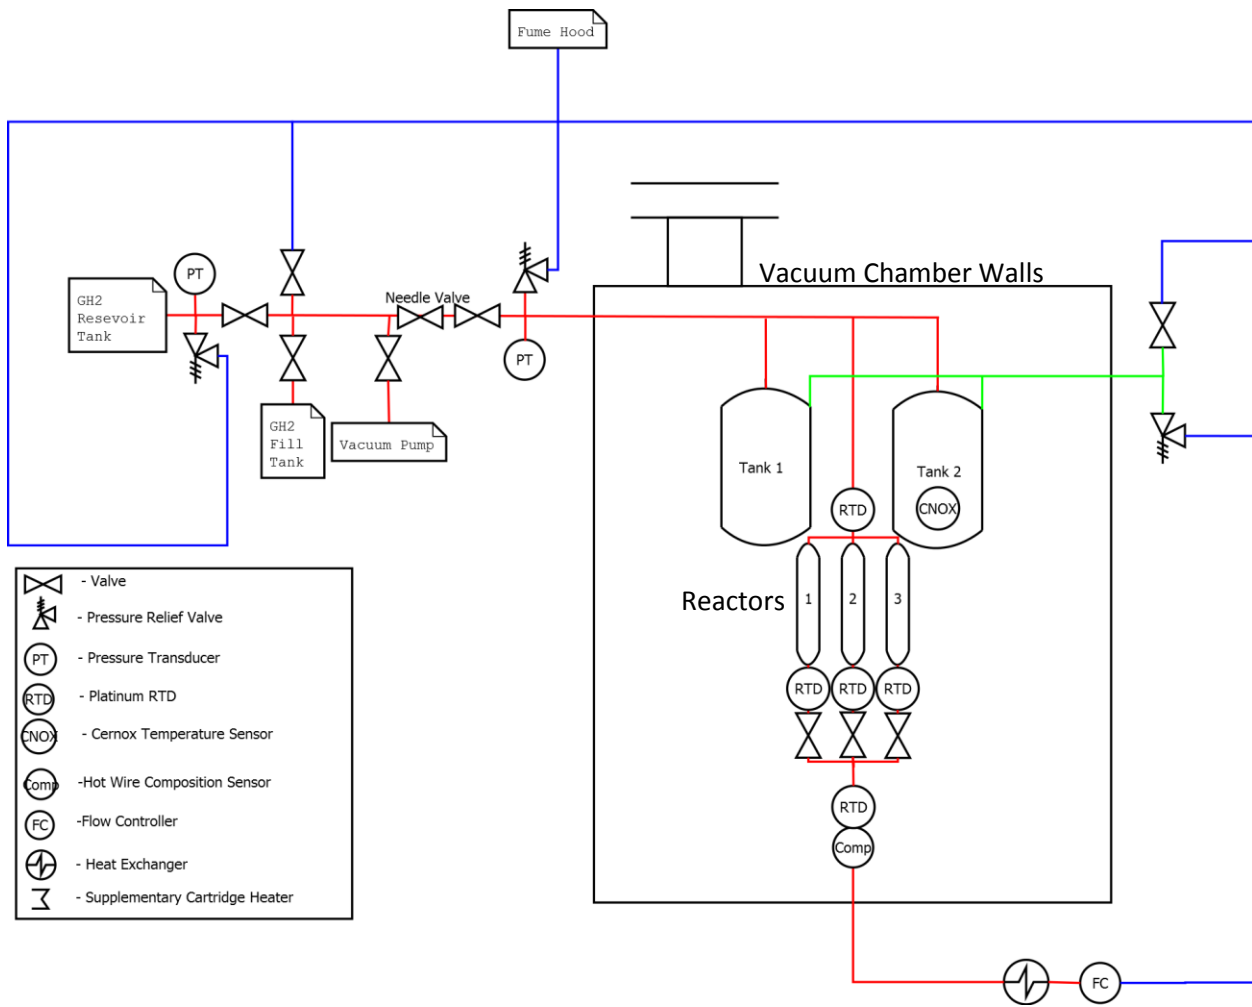 Fume Hood
Vacuum Chamber Walls
PT
Needle Valve
GH2
Resevoir
Tank
PT
GH2
Fill
Tank
Vacuum Pump
Tank 1
Tank 2
CNOX
RTD
Reactors
1
2
3
RTD
RTD
RTD
RTD
Comp
FC
- Valve
- Pressure Relief Valve
PT - Pressure Transducer
RTD - Platinum RTD
CNOX - Cernox Temperature Sensor
Comp -Hot Wire Composition Sensor
FC -Flow Controller
- Heat Exchanger
- Supplementary Cartridge Heater